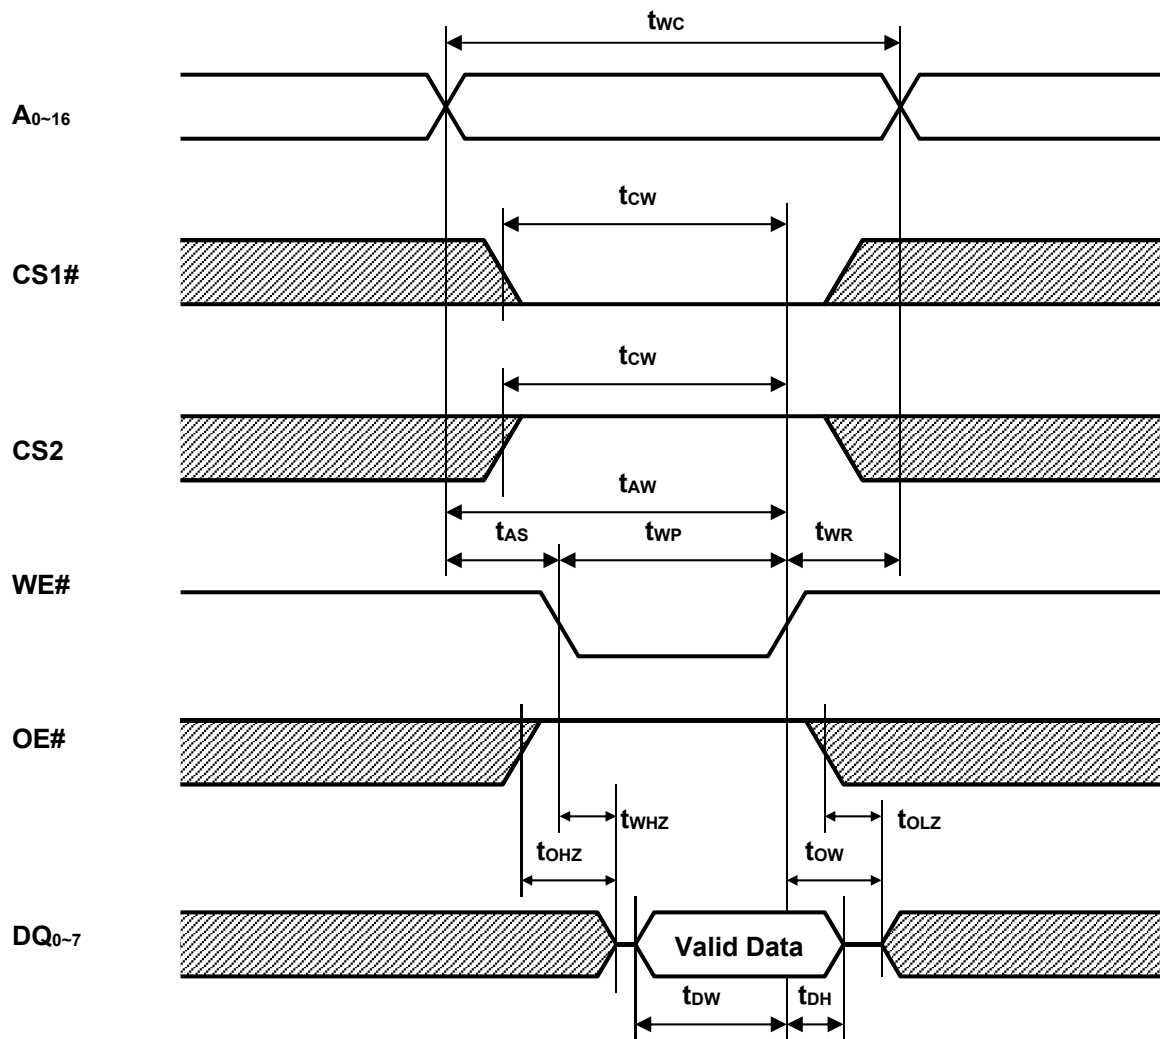 tWC
A0~16
tCW
CS1#
tCW
CS2
tAW
tAS tWP tWR
WE#
OE#
tWHZ tOLZ
tOHZ tOW
DQ0~7 Valid Data
tDW tDH